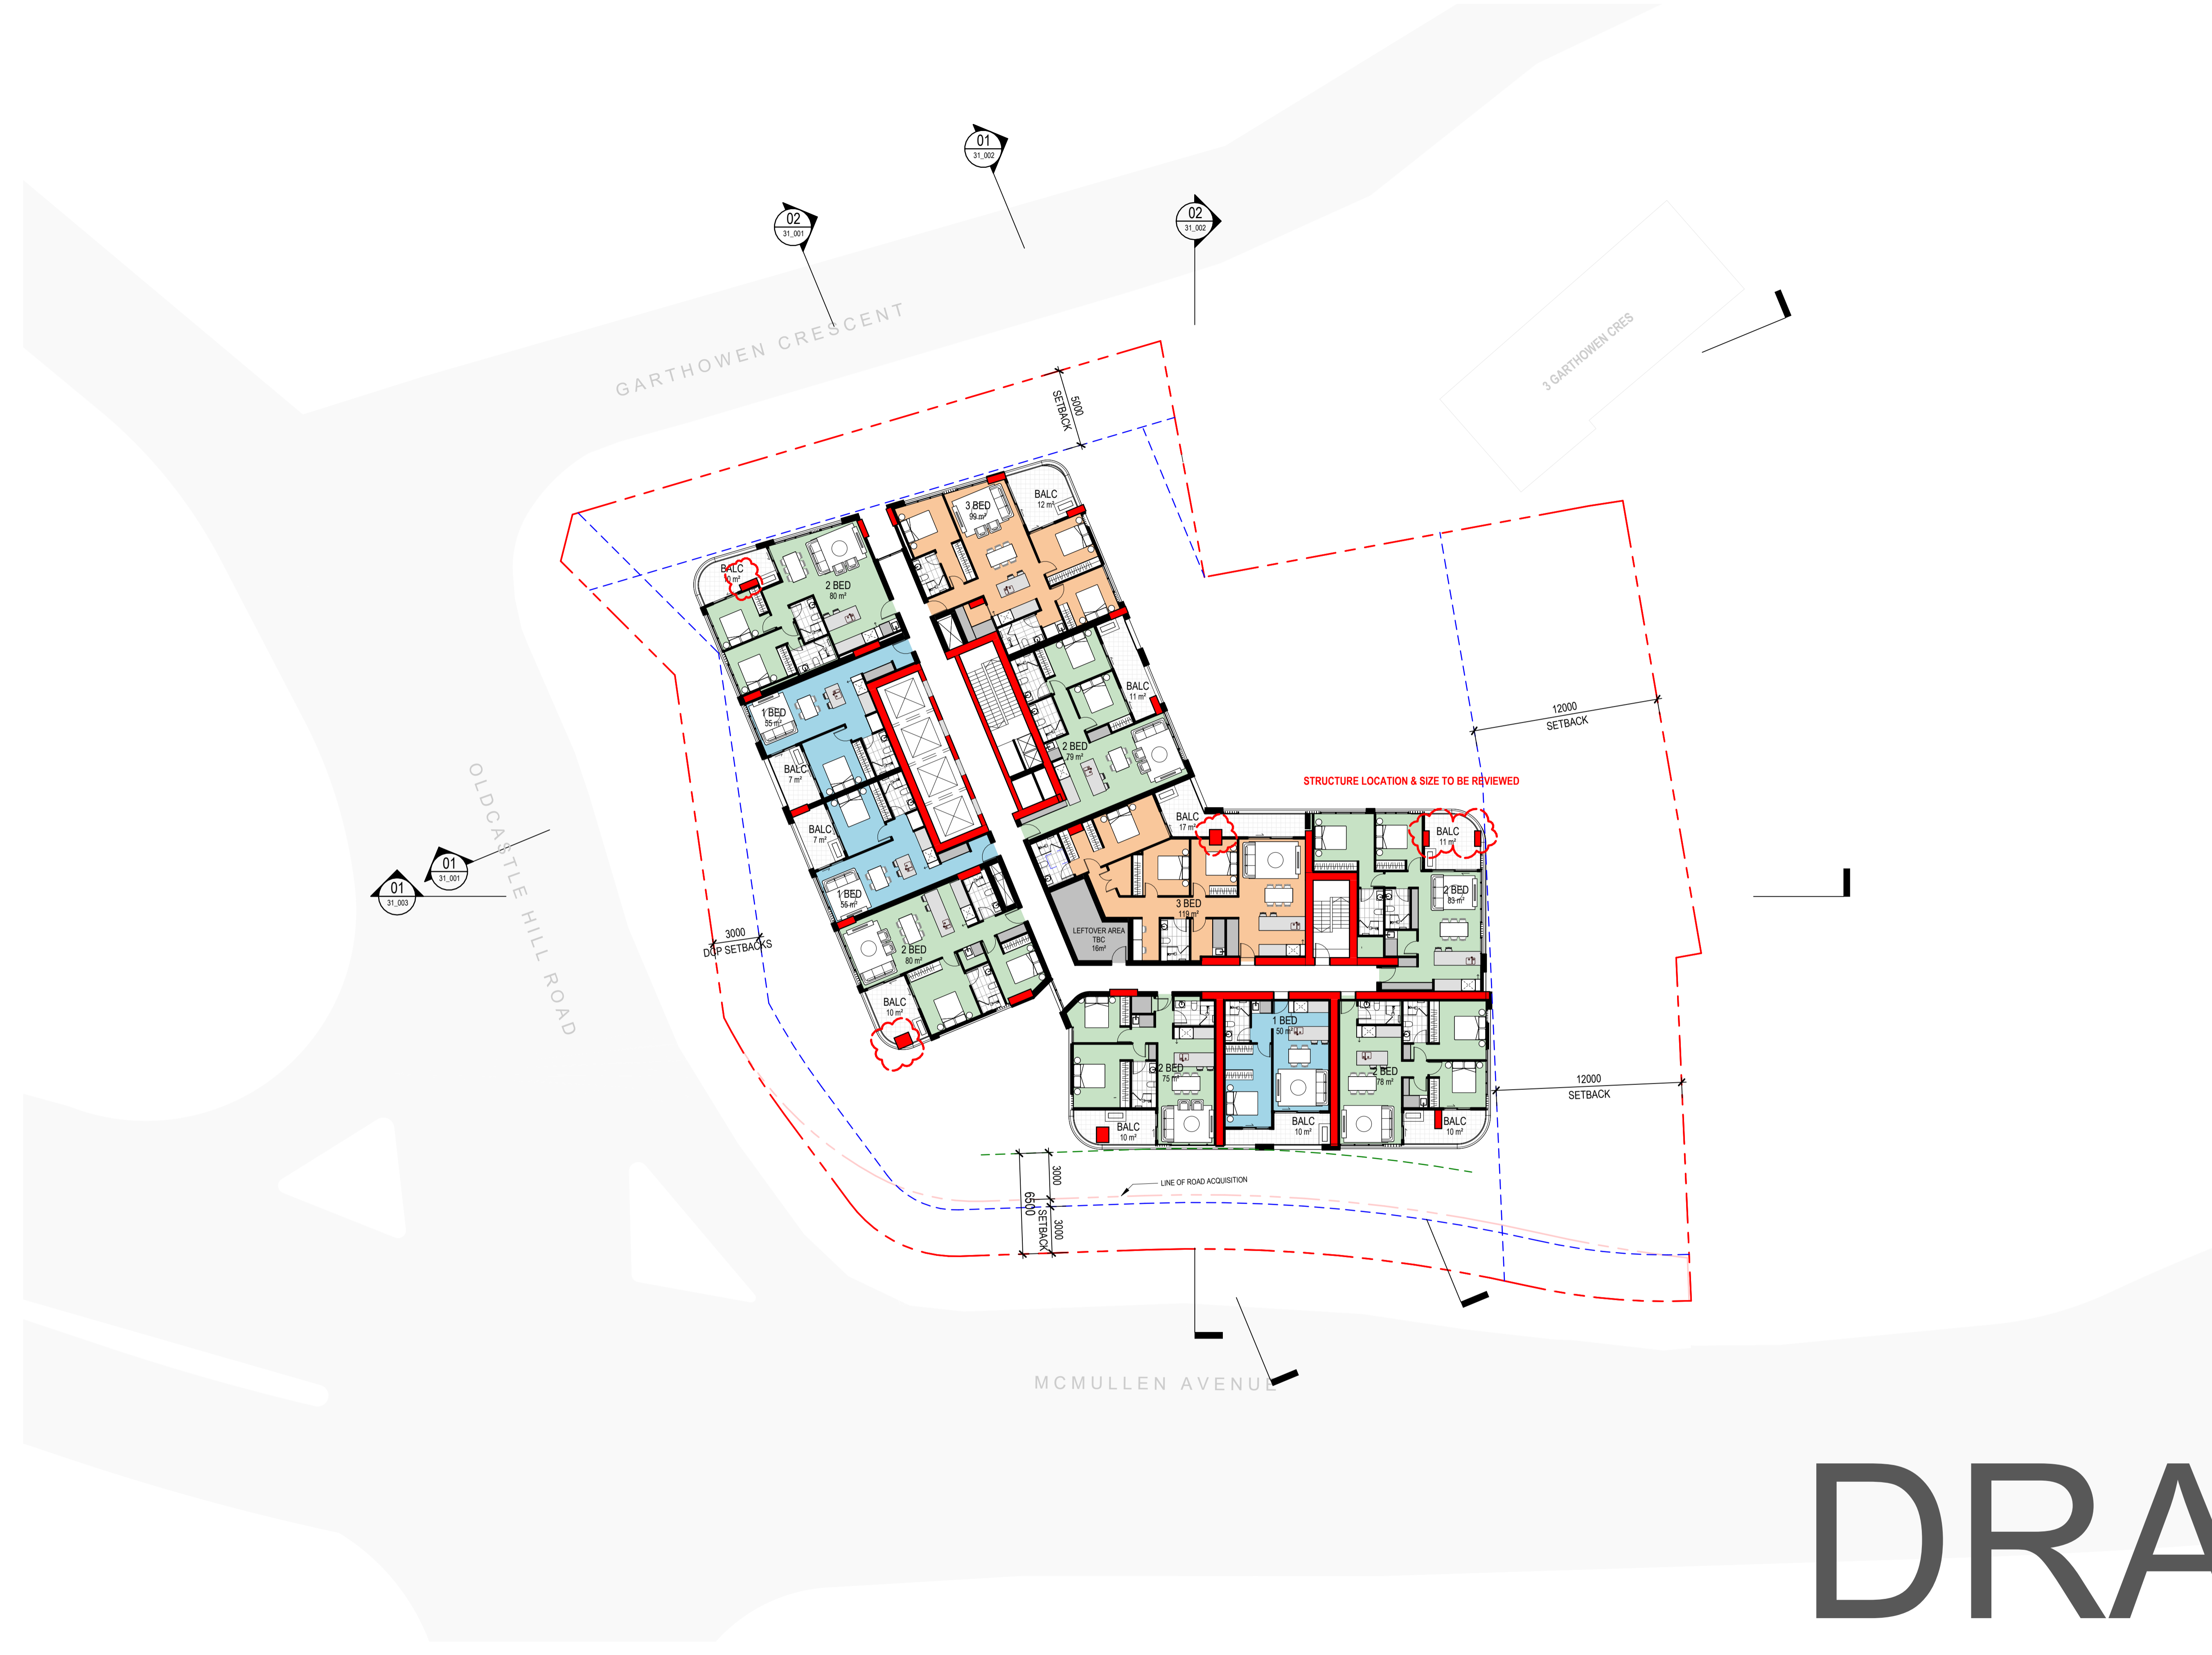 01
31_002
02
31_001
02
31_002
GARTHOWEN CRESCENT
3 GARTHOWEN CRES
5000
SETBACK
3 BED
99 m²
BALC
12 m²
BALC
2 BED
80 m²
BALC
11 m²
12000
SETBACK
1 BED
55 m²
2 BED
79 m²
BALC
7 m²
STRUCTURE LOCATION & SIZE TO BE REVIEWED
OLDCASTLE HILL ROAD
BALC
7 m²
BALC
17 m²
BALC
11 m²
01
31_001
01
31_003
1 BED
56 m²
2 BED
83 m²
3 BED
119 m²
LEFTOVER AREA
TBC
16m²
3000
DCP SETBACKS
2 BED
80 m²
BALC
10 m²
1 BED
50 m²
2 BED
75 m²
2 BED
78 m²
12000
SETBACK
BALC
10 m²
BALC
10 m²
BALC
10 m²
LINE OF ROAD ACQUISITION
3000
6500
SETBACK
3000
MCMULLEN AVENUE
DRA